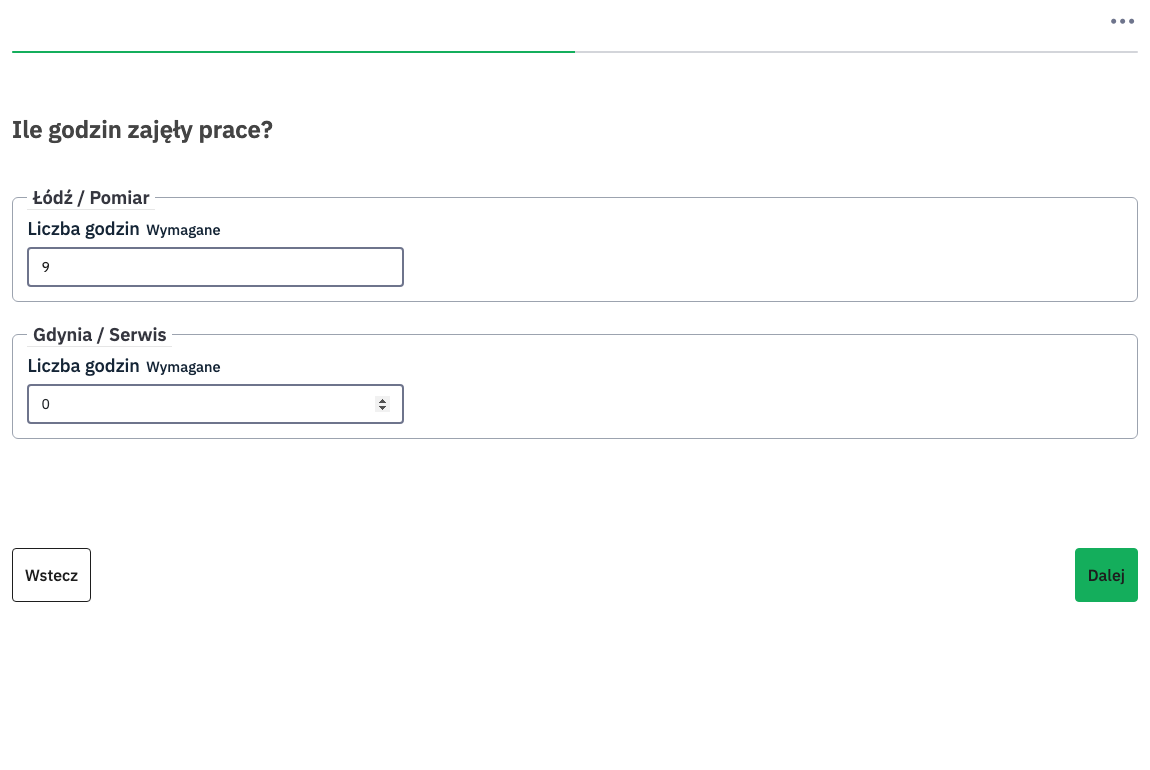 Ile godzin zajęły prace?
Łódź / Pomiar
Liczba godzin Wymagane
9
Gdynia / Serwis
Liczba godzin Wymagane
0
Wstecz
Dalej